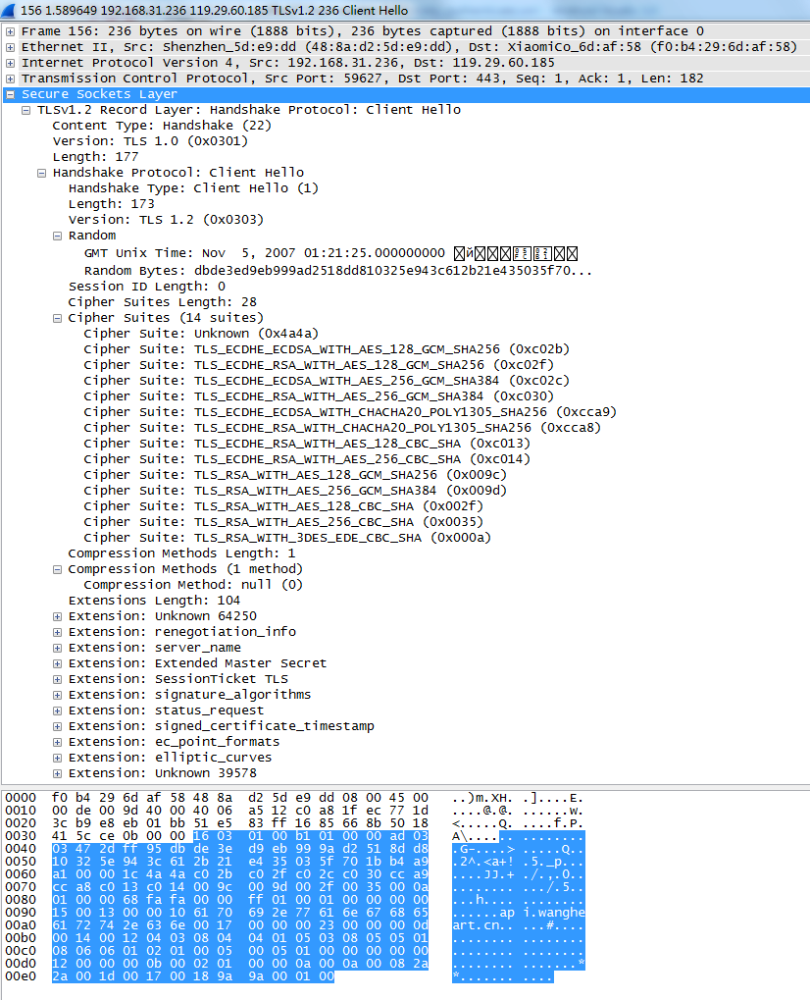 156 1.589649 192.168.31.236 119.29.60.185 TLSv1.2 236 Client Hello
Frame 156: 236 bytes on wire (1888 bits), 236 bytes captured (1888 bits) on interface 0
Ethernet II, Src: Shenzhen_5d:e9:dd (48:8a:d2:5d:e9:dd), Dst: XiaomiCo_6d:af:58 (f0:b4:29:6d:af:58)
Internet Protocol Version 4, Src: 192.168.31.236, Dst: 119.29.60.185
Transmission Control Protocol, Src Port: 59627, Dst Port: 443, Seq: 1, Ack: 1, Len: 182
Secure Sockets Layer
TLSv1.2 Record Layer: Handshake Protocol: Client Hello
Content Type: Handshake (22)
Version: TLS 1.0 (0x0301)
Length: 177
Handshake Protocol: Client Hello
Handshake Type: Client Hello (1)
Length: 173
Version: TLS 1.2 (0x0303)
Random
GMT Unix Time: Nov  5, 2007 01:21:25.000000000
Random Bytes: dbde3ed9eb999ad2518dd810325e943c612b21e435035f70...
Session ID Length: 0
Cipher Suites Length: 28
Cipher Suites (14 suites)
Cipher Suite: Unknown (0x4a4a)
Cipher Suite: TLS_ECDHE_ECDSA_WITH_AES_128_GCM_SHA256 (0xc02b)
Cipher Suite: TLS_ECDHE_RSA_WITH_AES_128_GCM_SHA256 (0xc02f)
Cipher Suite: TLS_ECDHE_ECDSA_WITH_AES_256_GCM_SHA384 (0xc02c)
Cipher Suite: TLS_ECDHE_RSA_WITH_AES_256_GCM_SHA384 (0xc030)
Cipher Suite: TLS_ECDHE_ECDSA_WITH_CHACHA20_POLY1305_SHA256 (0xcca9)
Cipher Suite: TLS_ECDHE_RSA_WITH_CHACHA20_POLY1305_SHA256 (0xcca8)
Cipher Suite: TLS_ECDHE_RSA_WITH_AES_128_CBC_SHA (0xc013)
Cipher Suite: TLS_ECDHE_RSA_WITH_AES_256_CBC_SHA (0xc014)
Cipher Suite: TLS_RSA_WITH_AES_128_GCM_SHA256 (0x009c)
Cipher Suite: TLS_RSA_WITH_AES_256_GCM_SHA384 (0x009d)
Cipher Suite: TLS_RSA_WITH_AES_128_CBC_SHA (0x002f)
Cipher Suite: TLS_RSA_WITH_AES_256_CBC_SHA (0x0035)
Cipher Suite: TLS_RSA_WITH_3DES_EDE_CBC_SHA (0x000a)
Compression Methods Length: 1
Compression Methods (1 method)
Compression Method: null (0)
Extensions Length: 104
Extension: Unknown 64250
Extension: renegotiation_info
Extension: server_name
Extension: Extended Master Secret
Extension: SessionTicket TLS
Extension: signature_algorithms
Extension: status_request
Extension: signed_certificate_timestamp
Extension: ec_point_formats
Extension: elliptic_curves
Extension: Unknown 39578
0000 f0 b4 29 6d af 58 48 8a d2 5d e9 dd 08 00 45 00 ..)m.XH. .]....E.
0010 00 de 00 9d 40 00 40 06 a5 12 c0 a8 1f ec 77 1d ....@.@. ......w.
0020 3c b9 e8 eb 01 bb 51 e5 83 ff 16 85 66 8b 50 18 <.....Q. ....f.P.
0030 41 5c ce 0b 00 00 16 03 01 00 b1 01 00 00 ad 03 A\...... ........
0040 03 47 2d ff 95 db de 3e d9 eb 99 9a d2 51 8d d8 .G-....> .....Q..
0050 10 32 5e 94 3c 61 2b 21 e4 35 03 5f 70 1b b4 a9 .2^.<a+! .5._p...
0060 a1 00 00 1c 4a 4a c0 2b c0 2f c0 2c c0 30 cc a9 ....JJ.+ ./.,.0..
0070 cc a8 c0 13 c0 14 00 9c 00 9d 00 2f 00 35 00 0a ........ .../.5..
0080 01 00 00 68 fa fa 00 00 ff 01 00 01 00 00 00 00 ...h.... ........
0090 15 00 13 00 00 10 61 70 69 2e 77 61 6e 67 68 65 ......ap i.wanghe
00a0 61 72 74 2e 63 6e 00 17 00 00 00 23 00 00 00 0d art.cn.. ...#....
00b0 00 14 00 12 04 03 08 04 04 01 05 03 08 05 05 01 ........ ........
00c0 08 06 06 01 02 01 00 05 00 05 01 00 00 00 00 00 ........ ........
00d0 12 00 00 00 0b 00 02 01 00 00 0a 00 0a 00 08 2a ........ .......*
00e0 2a 00 1d 00 17 00 18 9a 9a 00 01 00 *....... ....